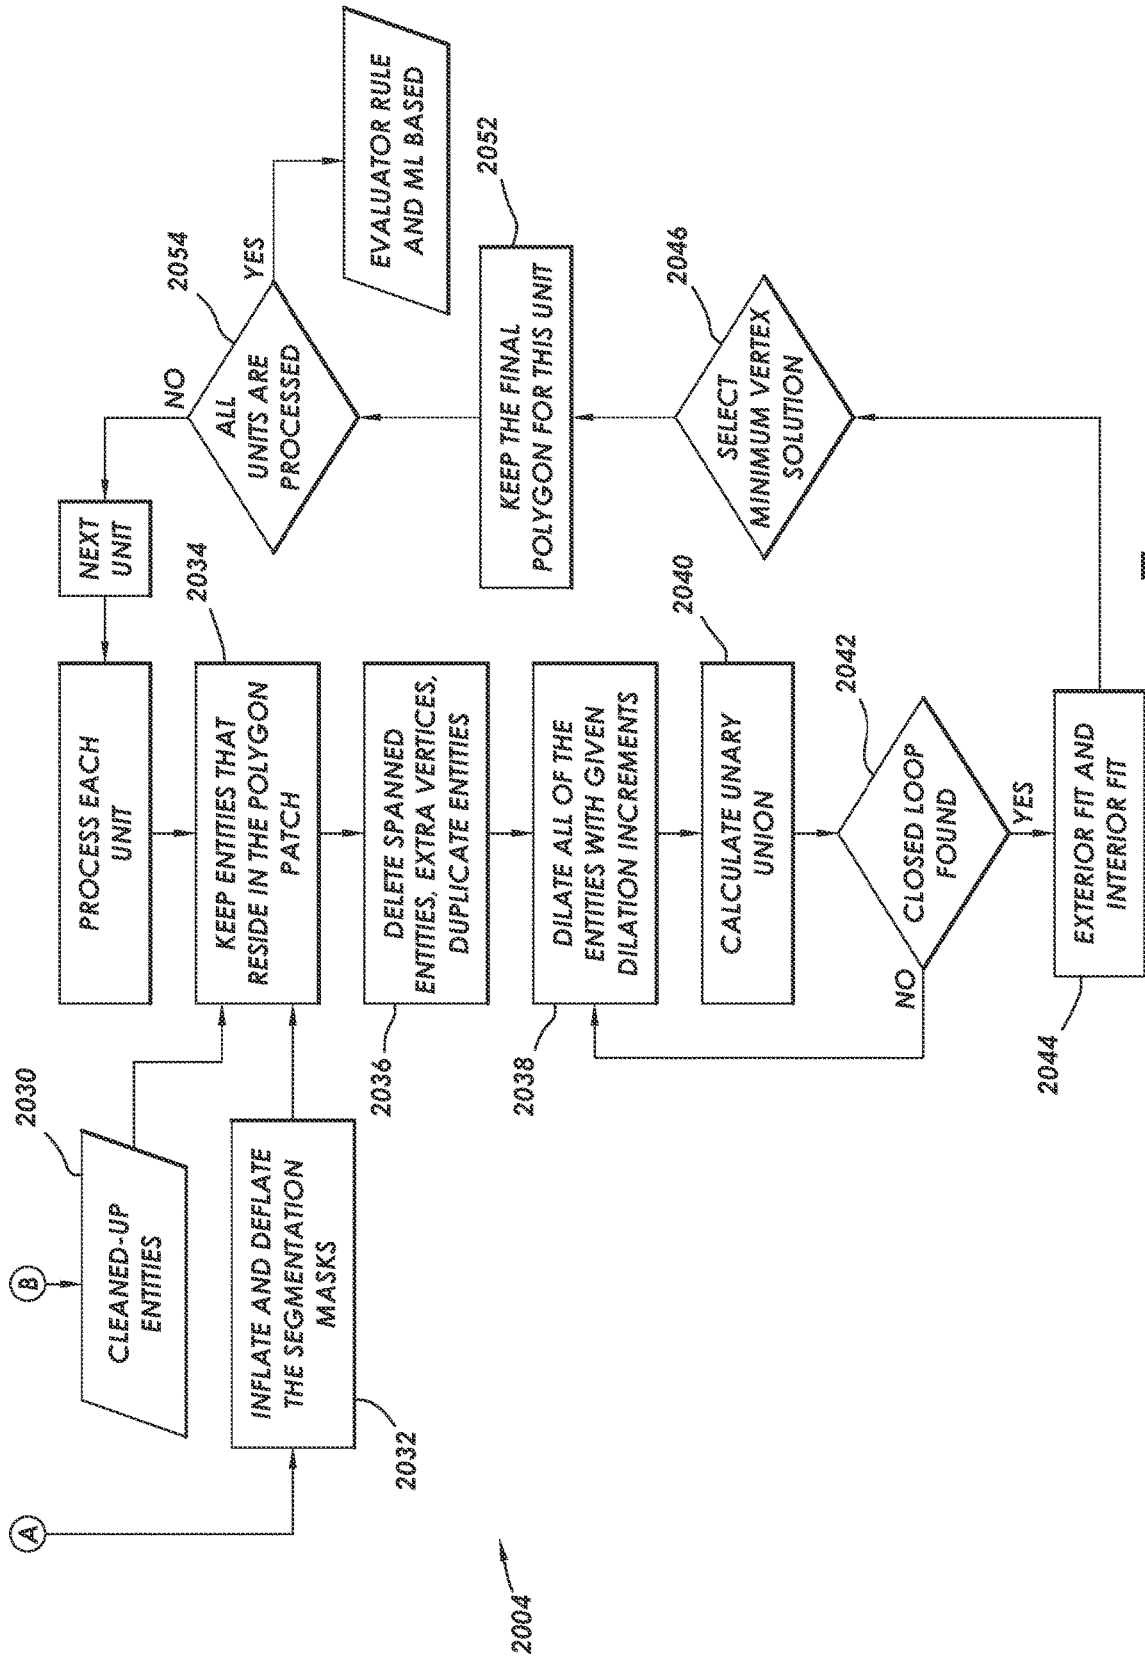 A
B
2030
CLEANED-UP
ENTITIES
INFLATE AND DEFLATE
THE SEGMENTATION
MASKS
2032
2004
PROCESS EACH
UNIT
NEXT
UNIT
KEEP ENTITIES THAT
RESIDE IN THE POLYGON
PATCH
2034
DELETE SPANNED
ENTITIES, EXTRA VERTICES,
DUPLICATE ENTITIES
2036
DILATE ALL OF THE
ENTITIES WITH GIVEN
DILATION INCREMENTS
2038
CALCULATE UNARY
UNION
2040
CLOSED LOOP
FOUND
2042
NO
YES
EXTERIOR FIT AND
INTERIOR FIT
2044
SELECT
MINIMUM VERTEX
SOLUTION
2046
KEEP THE FINAL
POLYGON FOR THIS UNIT
2052
ALL
UNITS ARE
PROCESSED
2054
NO
YES
EVALUATOR RULE
AND ML BASED